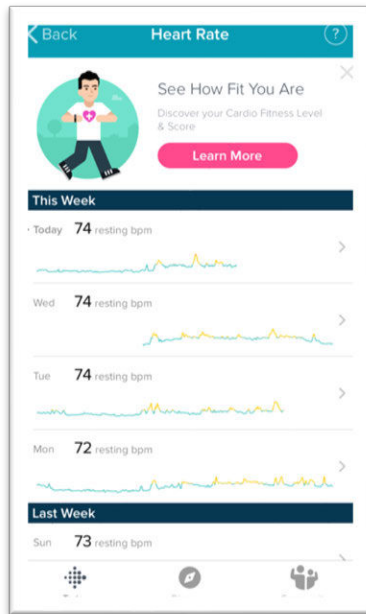 Back
Heart Rate
?
See How Fit You Are
Discover your Cardio Fitness Level
& Score
Learn More
This Week
Today 74 resting bpm
Wed 74 resting bpm
Tue 74 resting bpm
Mon 72 resting bpm
Last Week
Sun 73 resting bpm